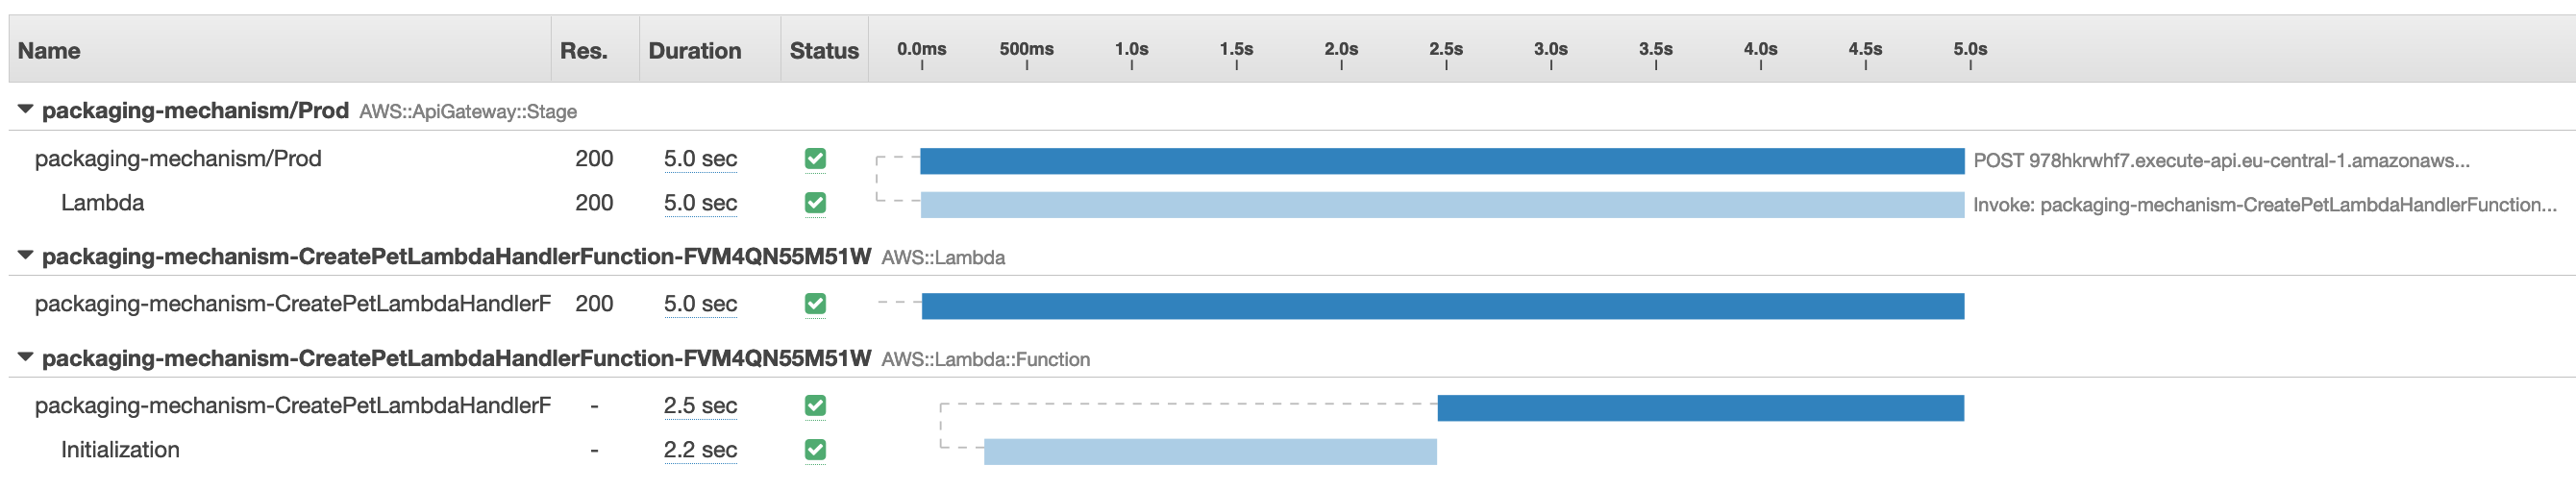 Name Res. Duration Status 0.0ms 500ms 1.0s 1.5s 2.0s 2.5s 3.0s 3.5s 4.0s 4.5s 5.0s
packaging-mechanism/Prod AWS::ApiGateway::Stage
packaging-mechanism/Prod 200 5.0 sec POST 978hkrwhf7.execute-api.eu-central-1.amazonaws...
Lambda 200 5.0 sec Invoke: packaging-mechanism-CreatePetLambdaHandlerFunction...
packaging-mechanism-CreatePetLambdaHandlerFunction-FVM4QN55M51W AWS::Lambda
packaging-mechanism-CreatePetLambdaHandlerF 200 5.0 sec
packaging-mechanism-CreatePetLambdaHandlerFunction-FVM4QN55M51W AWS::Lambda::Function
packaging-mechanism-CreatePetLambdaHandlerF - 2.5 sec
Initialization - 2.2 sec